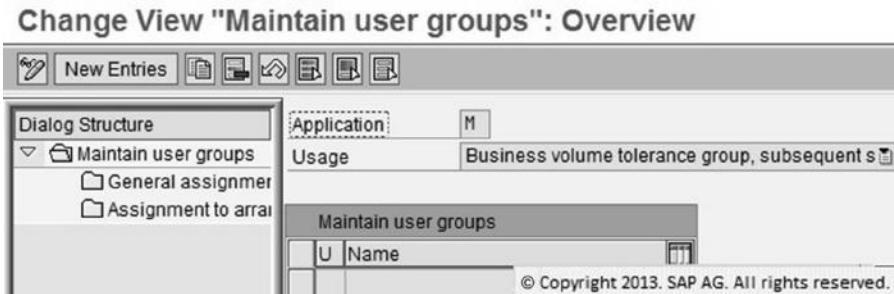 Change View "Maintain user groups": Overview
New Entries
Dialog Structure
Maintain user groups
General assignmer
Assignment to arrai
Application M
Usage Business volume tolerance group, subsequent s
Maintain user groups
U Name
© Copyright 2013. SAP AG. All rights reserved.